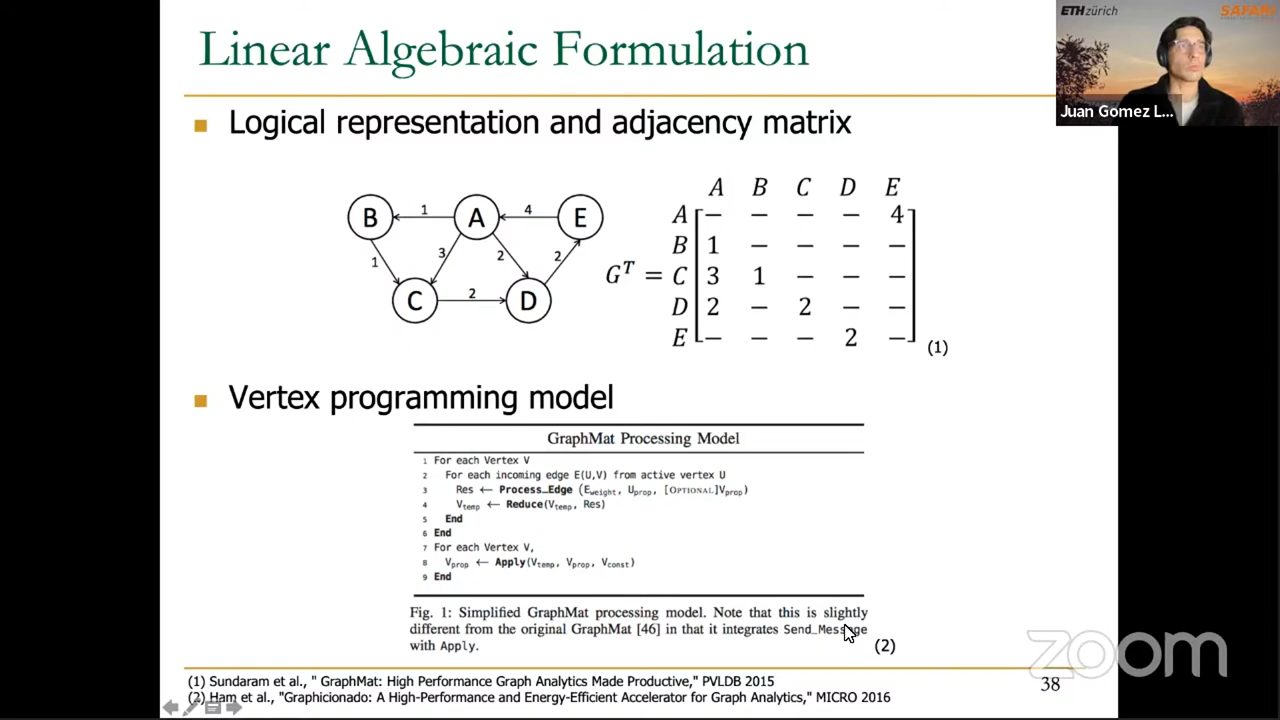 Linear Algebraic Formulation
ETHzürich
SAFARI
Juan Gomez L...
■ Logical representation and adjacency matrix
B 1 A 4 E
1 3 2 2
C 2 D
A B C D E
A – – – – 4
B 1 – – – –
G^T = C 3 1 – – –
D 2 – 2 – –
E – – – 2 –
(1)
■ Vertex programming model
GraphMat Processing Model
1 For each Vertex V
2 For each incoming edge E(U,V) from active vertex U
3 Res ← Process_Edge (E_weight, U_prop, [OPTIONAL]V_prop)
4 V_temp ← Reduce(V_temp, Res)
5 End
6 End
7 For each Vertex V,
8 V_prop ← Apply(V_temp, V_prop, V_const)
9 End
Fig. 1: Simplified GraphMat processing model. Note that this is slightly
different from the original GraphMat [46] in that it integrates Send_Message
with Apply.
(2)
zoom
(1) Sundaram et al., " GraphMat: High Performance Graph Analytics Made Productive," PVLDB 2015
(2) Ham et al., "Graphicionado: A High-Performance and Energy-Efficient Accelerator for Graph Analytics," MICRO 2016
38